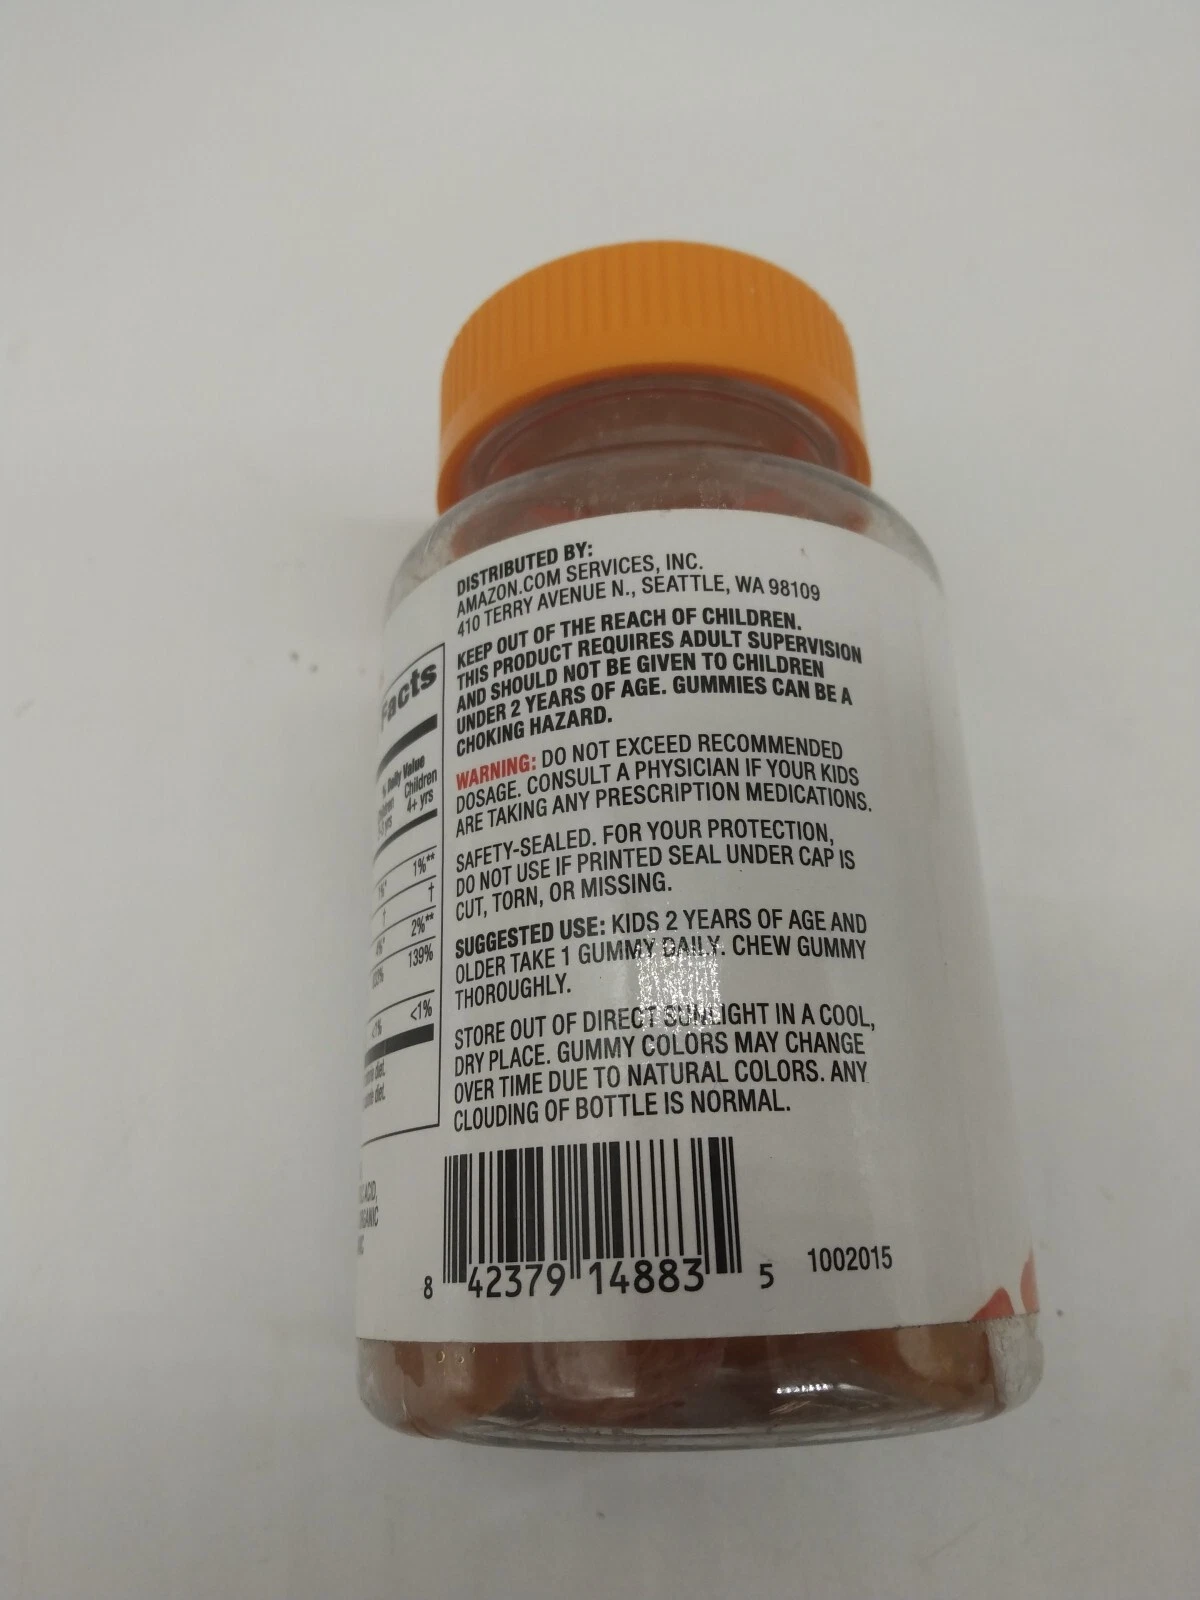 DISTRIBUTED BY:
AMAZON.COM SERVICES, INC.
410 TERRY AVENUE N., SEATTLE, WA 98109
KEEP OUT OF THE REACH OF CHILDREN.
THIS PRODUCT REQUIRES ADULT SUPERVISION
AND SHOULD NOT BE GIVEN TO CHILDREN
UNDER 2 YEARS OF AGE. GUMMIES CAN BE A
CHOKING HAZARD.
WARNING: DO NOT EXCEED RECOMMENDED
DOSAGE. CONSULT A PHYSICIAN IF YOUR KIDS
ARE TAKING ANY PRESCRIPTION MEDICATIONS.
SAFETY-SEALED. FOR YOUR PROTECTION,
DO NOT USE IF PRINTED SEAL UNDER CAP IS
CUT, TORN, OR MISSING.
SUGGESTED USE: KIDS 2 YEARS OF AGE AND
OLDER TAKE 1 GUMMY DAILY. CHEW GUMMY
THOROUGHLY.
STORE OUT OF DIRECT SUNLIGHT IN A COOL,
DRY PLACE. GUMMY COLORS MAY CHANGE
OVER TIME DUE TO NATURAL COLORS. ANY
CLOUDING OF BOTTLE IS NORMAL.
8 42379 14883 5
1002015
Facts
% Daily Value
Children
4+ yrs
1%**
†
†
2%**
139%
<1%
diet.
diet.